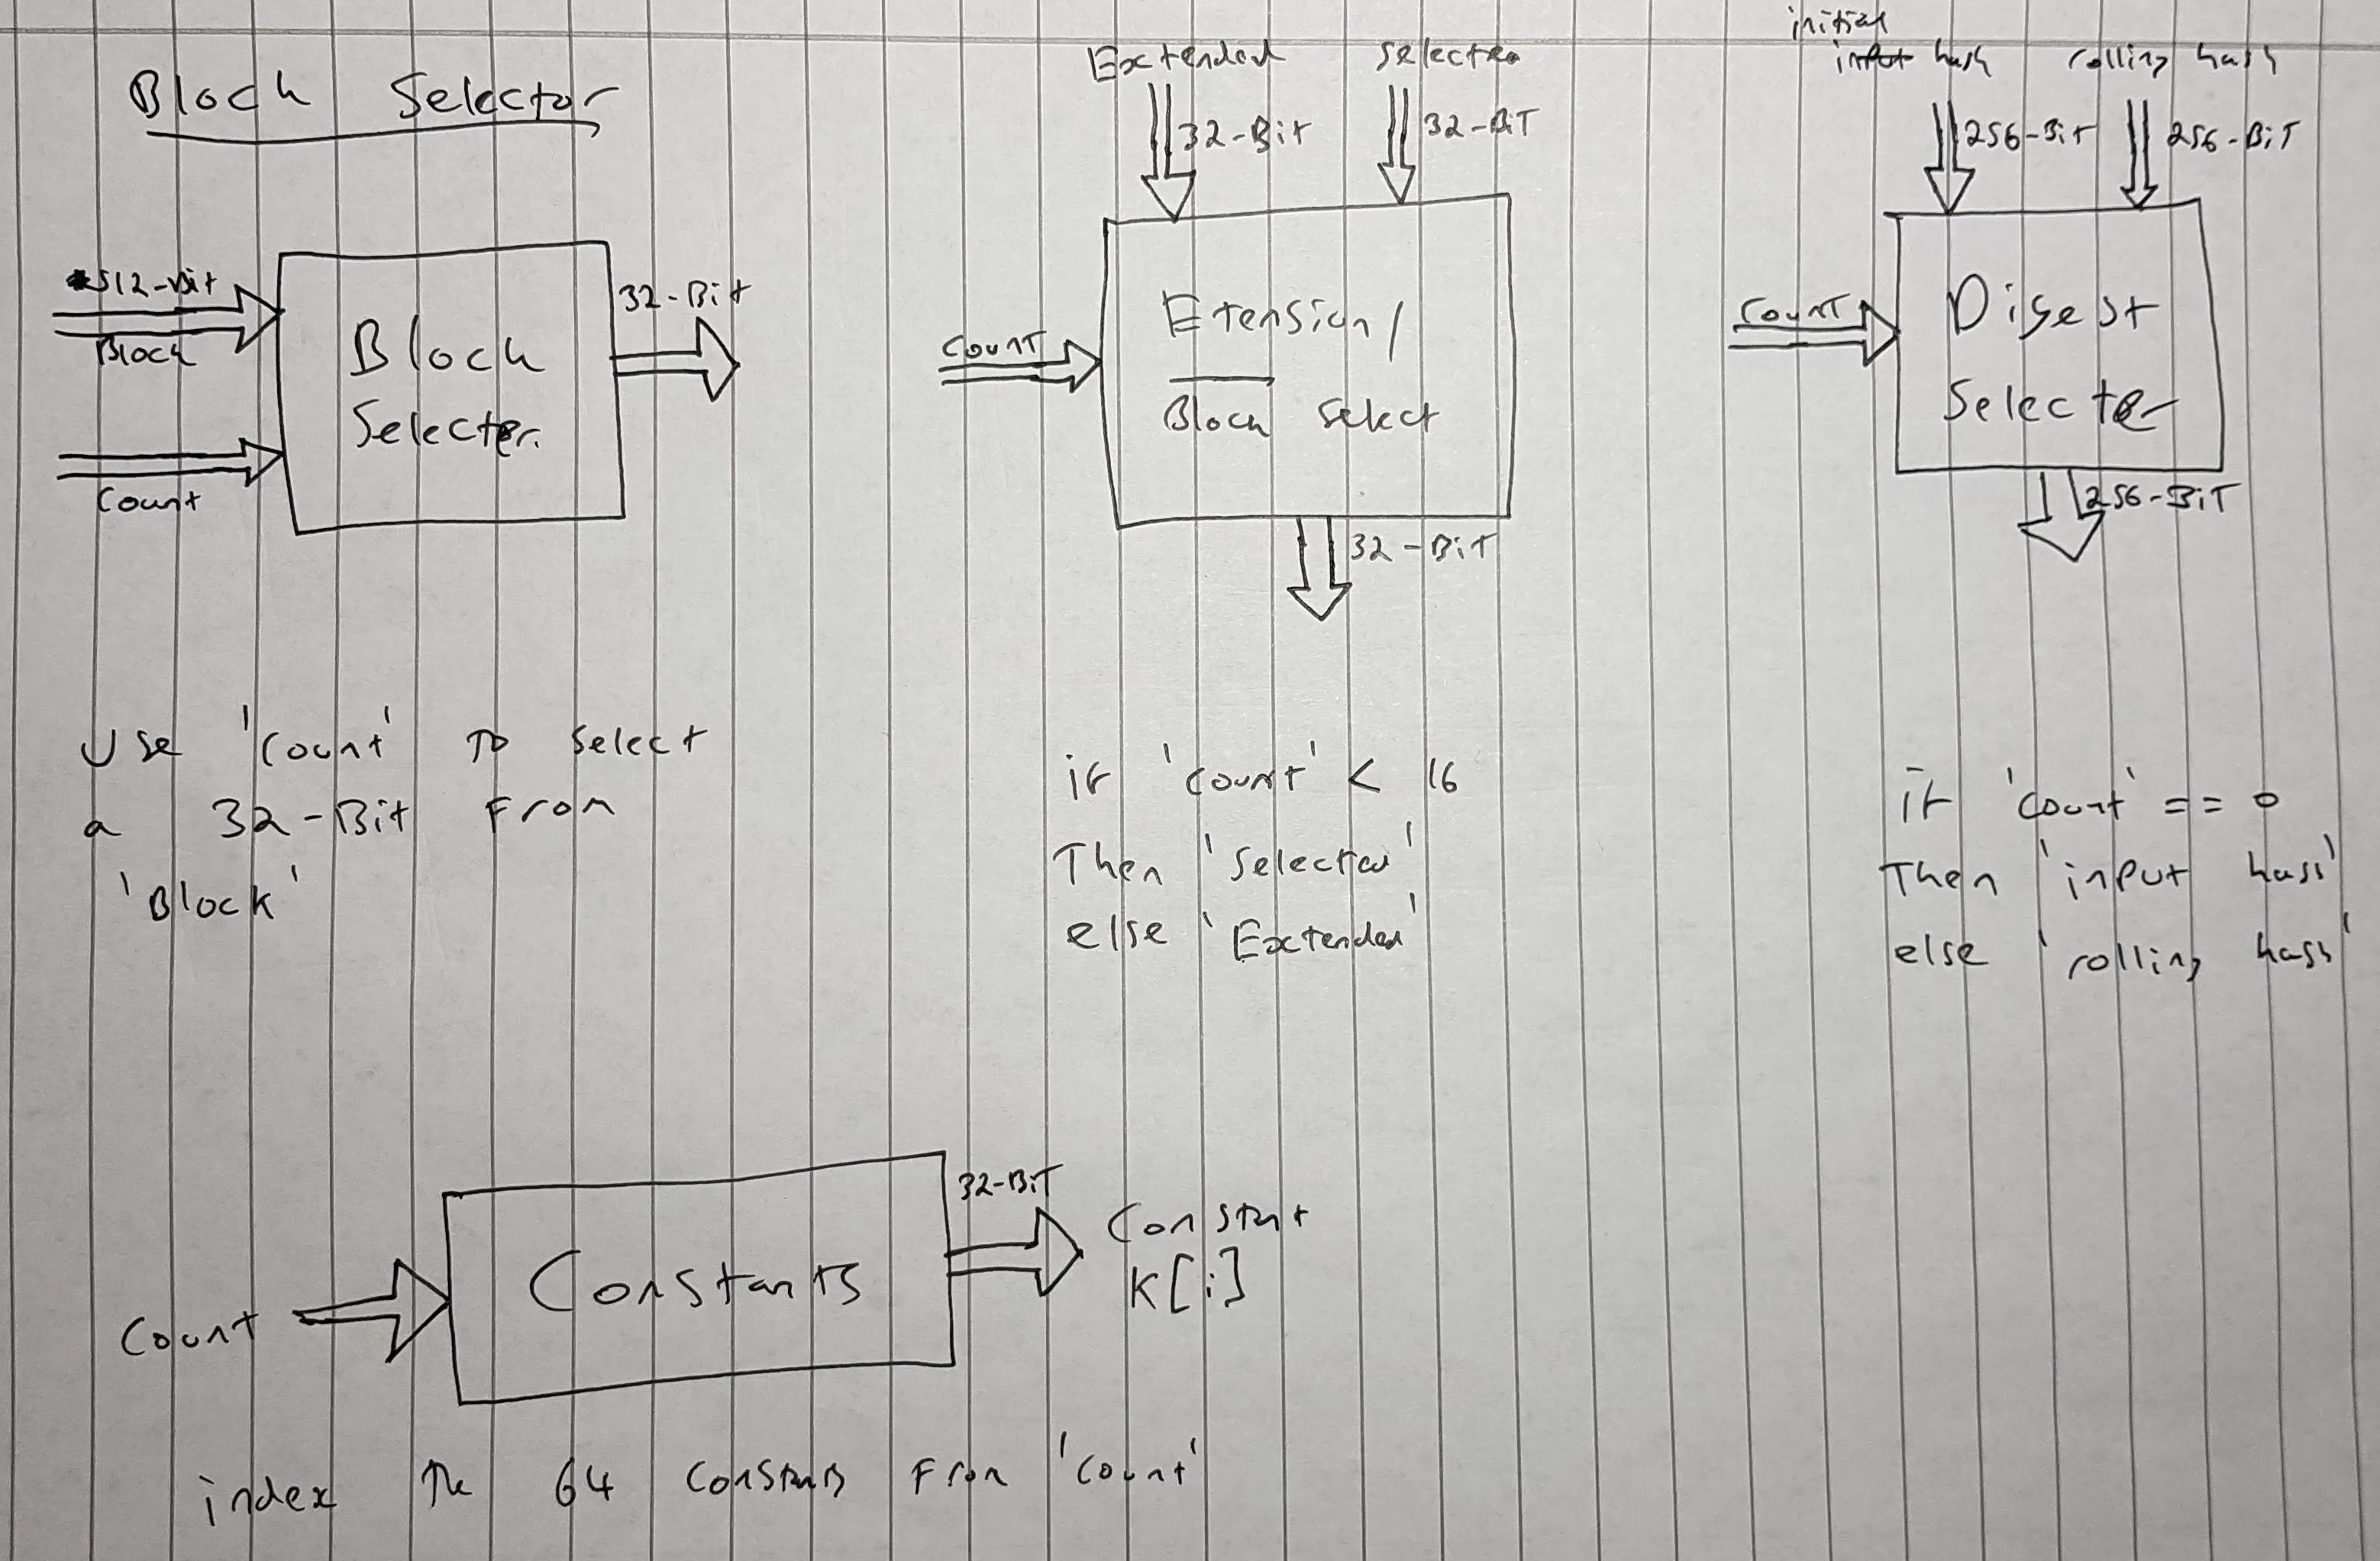 Block Selector
512-Bit
Block
Count
Block
Selecter.
32-Bit
Use 'Count' To Select
a 32-Bit From
'Block'
Extended
Selected
32-Bit
32-BiT
Count
Extension/
Block Select
32-BiT
if 'count' < 16
Then 'Selected'
else 'Extended'
initial
input hash
rolling hash
256-Bit
256-BiT
Count
Digest
Selecter
256-BiT
if 'count' == 0
Then 'input hash'
else 'rolling hash'
Count
Constants
32-BiT
Constant
K[i]
index The 64 Constants From 'Count'